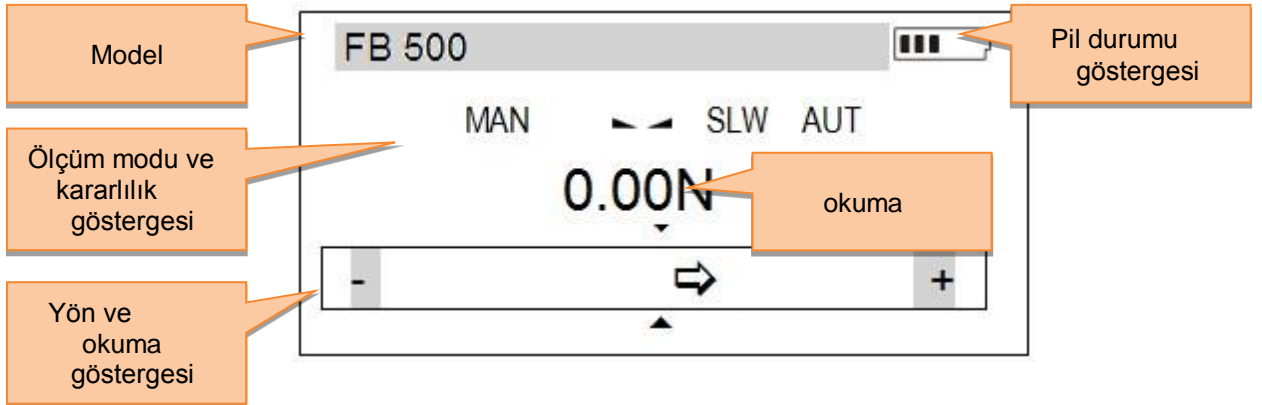 Model
FB 500
Pil durumu
göstergesi
MAN SLW AUT
Ölçüm modu ve
kararlılık
göstergesi
0.00N
okuma
- +
Yön ve
okuma
göstergesi